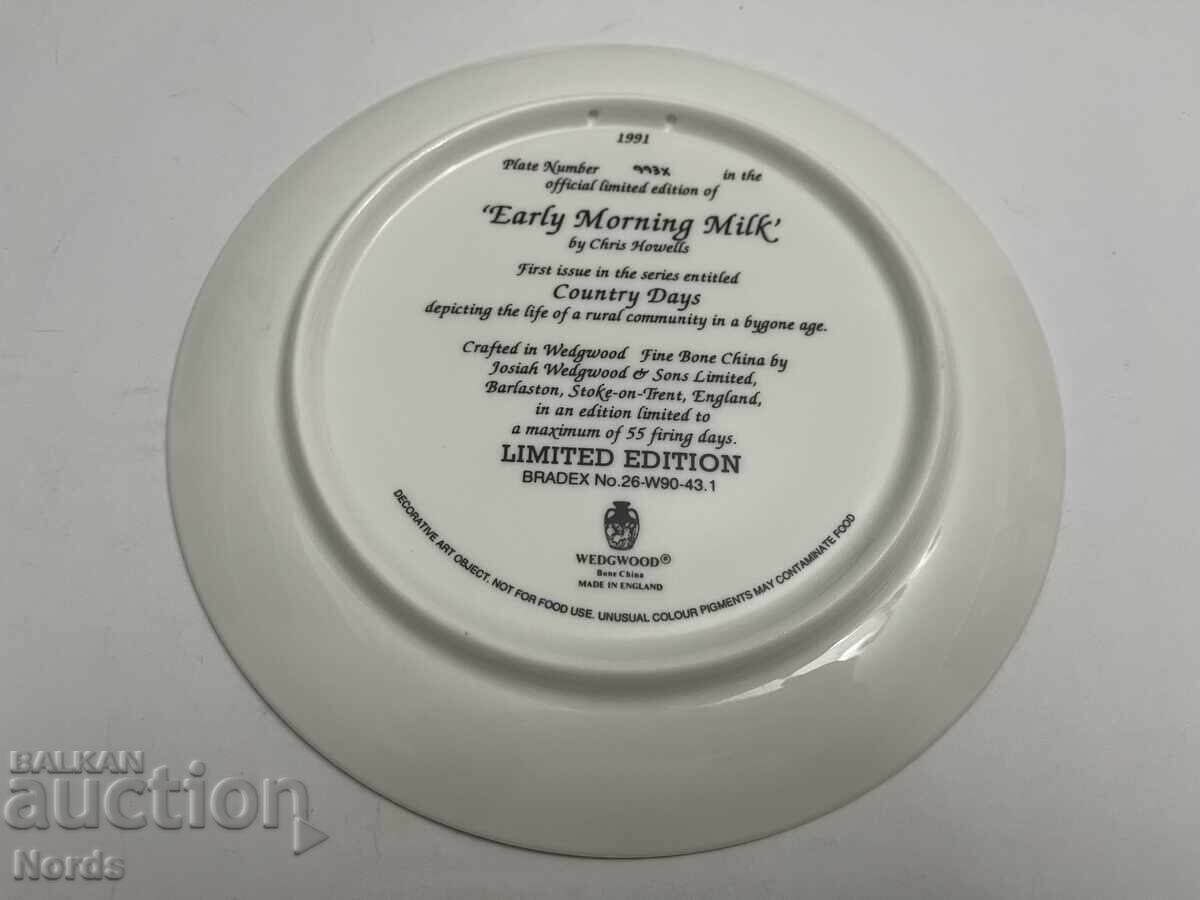 1991
Plate Number 993X in the
official limited edition of
'Early Morning Milk'
by Chris Howells
First issue in the series entitled
Country Days
depicting the life of a rural community in a bygone age.
Crafted in Wedgwood Fine Bone China by
Josiah Wedgwood & Sons Limited,
Barlaston, Stoke-on-Trent, England,
in an edition limited to
a maximum of 55 firing days.
LIMITED EDITION
BRADEX No.26-W90-43.1
WEDGWOOD®
Bone China
MADE IN ENGLAND
DECORATIVE ART OBJECT. NOT FOR FOOD USE. UNUSUAL COLOUR PIGMENTS MAY CONTAMINATE FOOD
BALKAN
auction
Nords